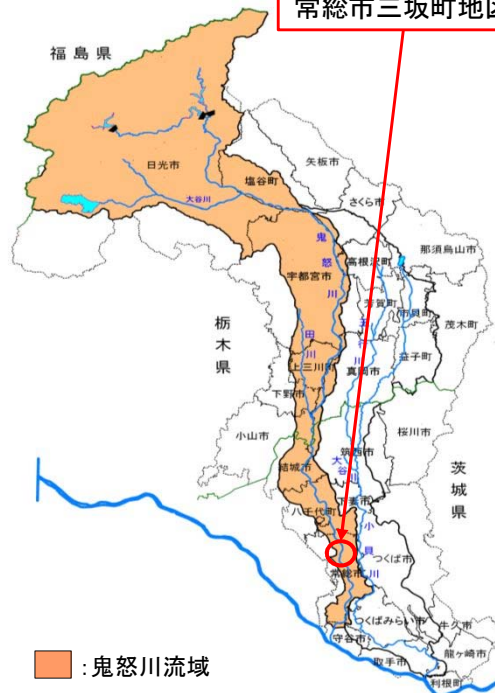 常総市三坂町地区
福島県
日光市
塩谷町
矢板市
さくら市
大谷川
那須烏山市
鬼怒川
高根沢町
宇都宮市
芳賀町
市貝町
茂木町
栃木県
田川
五行川
益子町
上三川町
真岡市
下野市
小山市
桜川市
筑西市
結城市
大谷川
茨城県
下妻市
八千代町
小貝川
つくば市
常総市
つくばみらい市
牛久市
守谷市
龍ヶ崎市
取手市
利根町
:鬼怒川流域